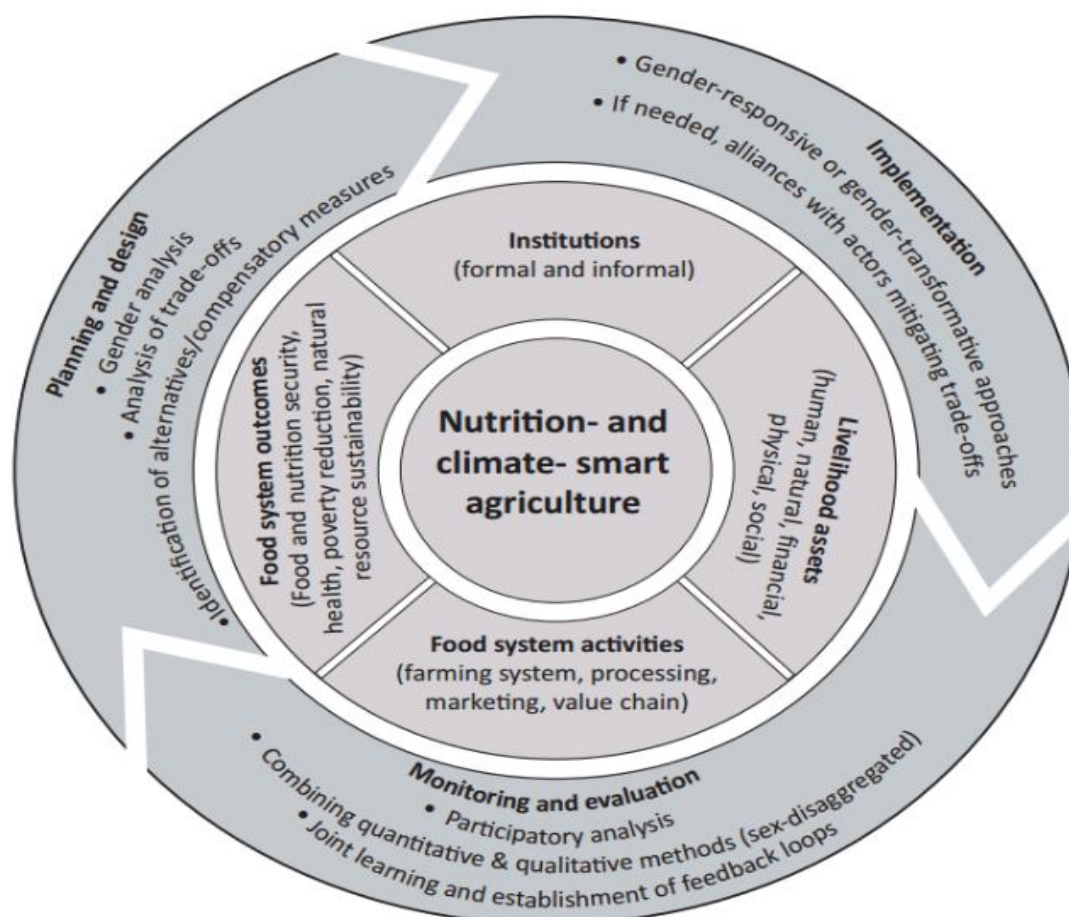 Planning and design
• Gender analysis
• Analysis of trade-offs
•Identification of alternatives/compensatory measures
Implementation
• Gender-responsive or gender-transformative approaches
• If needed, alliances with actors mitigating trade-offs
Institutions
(formal and informal)
Food system outcomes
(Food and nutrition security,
health, poverty reduction, natural
resource sustainability)
Nutrition- and
climate- smart
agriculture
Livelihood assets
(human, natural, financial,
physical, social)
Food system activities
(farming system, processing,
marketing, value chain)
Monitoring and evaluation
• Participatory analysis
• Combining quantitative & qualitative methods (sex-disaggregated)
• Joint learning and establishment of feedback loops